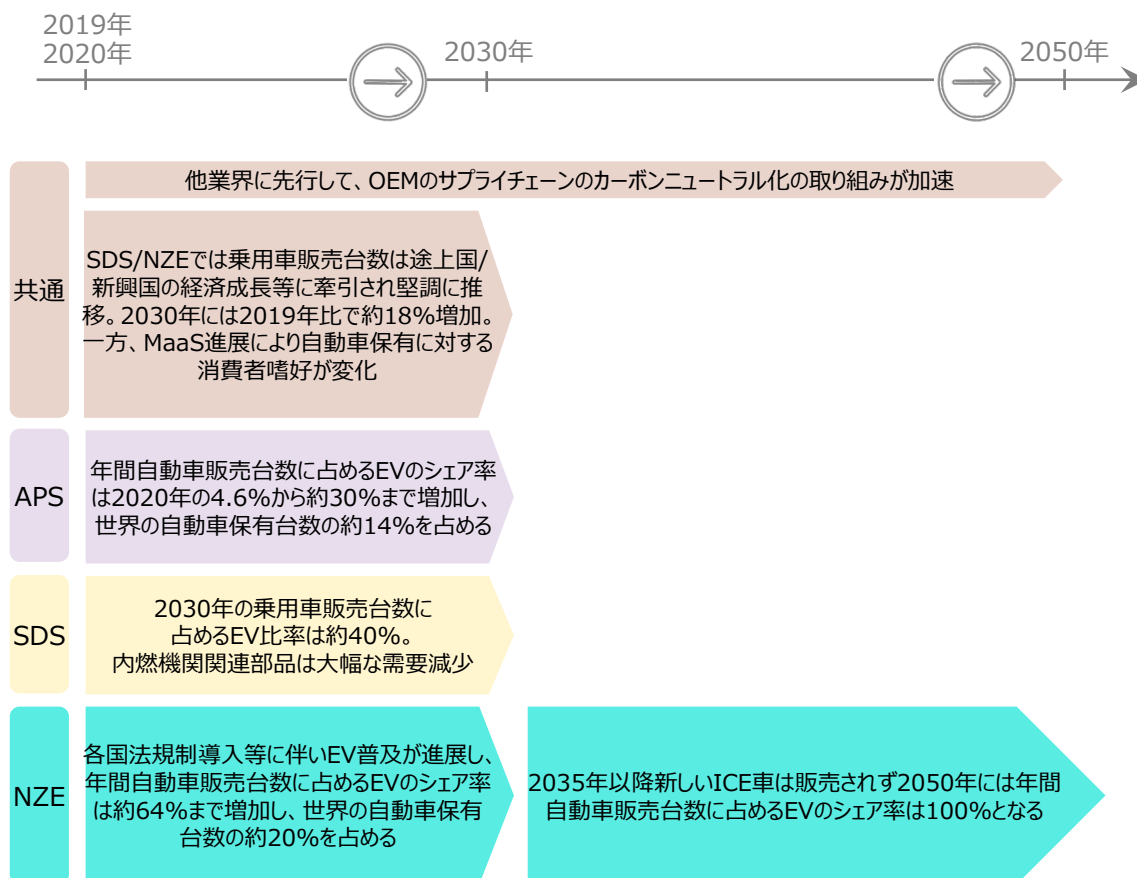 2019年
2020年
2030年
2050年
共通
他業界に先行して、OEMのサプライチェーンのカーボンニュートラル化の取り組みが加速
SDS/NZEでは乗用車販売台数は途上国/
新興国の経済成長等に牽引され堅調に推
移。2030年には2019年比で約18%増加。
一方、MaaS進展により自動車保有に対する
消費者嗜好が変化
APS
年間自動車販売台数に占めるEVのシェア率
は2020年の4.6%から約30%まで増加し、
世界の自動車保有台数の約14%を占める
SDS
2030年の乗用車販売台数に
占めるEV比率は約40%。
内燃機関関連部品は大幅な需要減少
NZE
各国法規制導入等に伴いEV普及が進展し、
年間自動車販売台数に占めるEVのシェア率
は約64%まで増加し、世界の自動車保有
台数の約20%を占める
2035年以降新しいICE車は販売されず2050年には年間
自動車販売台数に占めるEVのシェア率は100%となる